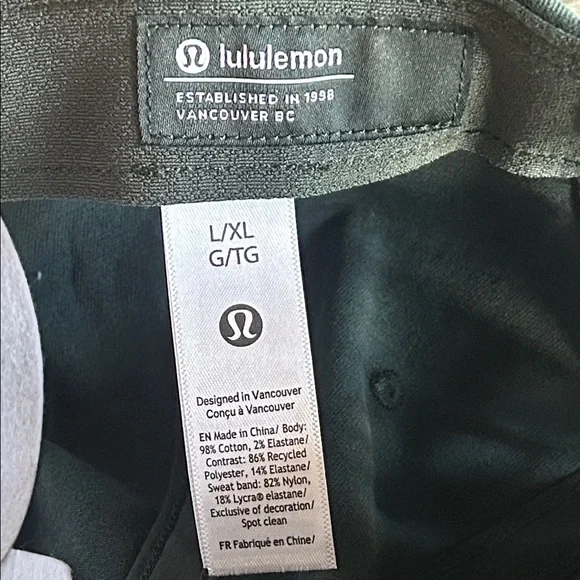 lululemon
ESTABLISHED IN 1998
VANCOUVER BC
L/XL
G/TG
Designed in Vancouver
Conçu à Vancouver
EN Made in China/ Body:
98% Cotton, 2% Elastane/
Contrast: 86% Recycled
Polyester, 14% Elastane/
Sweat band: 82% Nylon,
18% Lycra® elastane/
Exclusive of decoration/
Spot clean
FR Fabriqué en Chine/